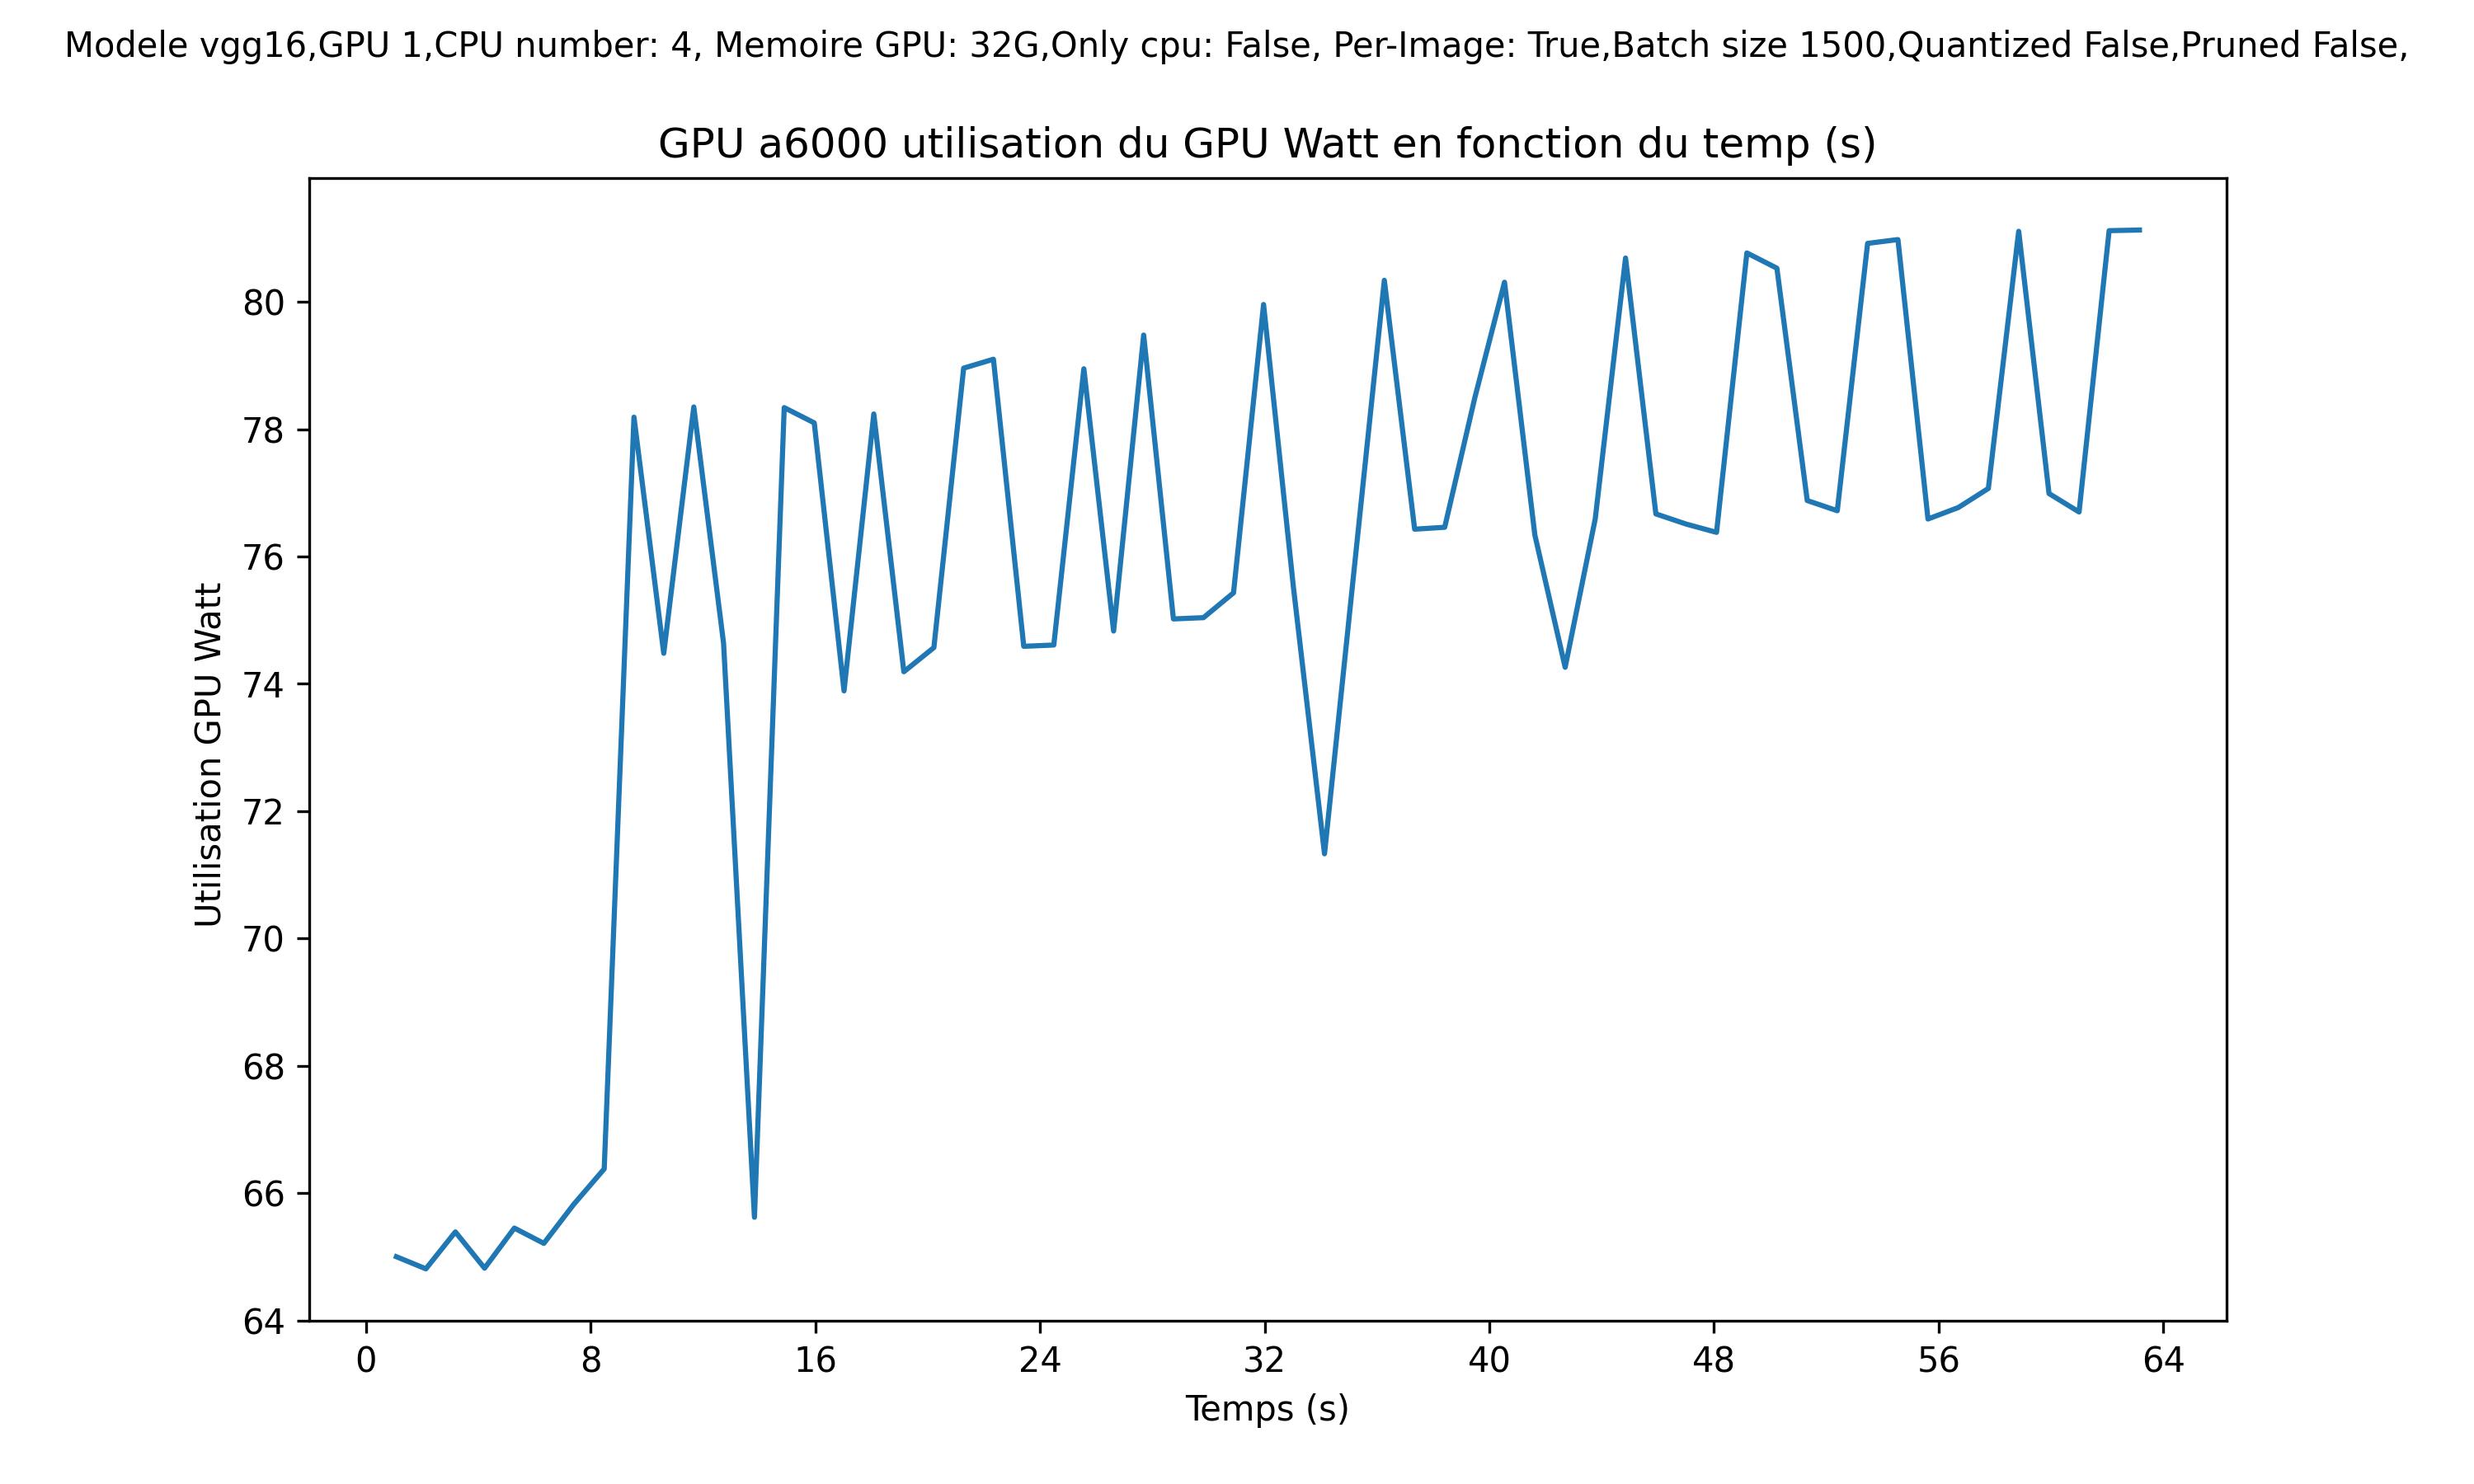 Modele vgg16,GPU 1,CPU number: 4, Memoire GPU: 32G,Only cpu: False, Per-Image: True,Batch size 1500,Quantized False,Pruned False,
GPU a6000 utilisation du GPU Watt en fonction du temp (s)
Utilisation GPU Watt
80
78
76
74
72
70
68
66
64
0 8 16 24 32 40 48 56 64
Temps (s)